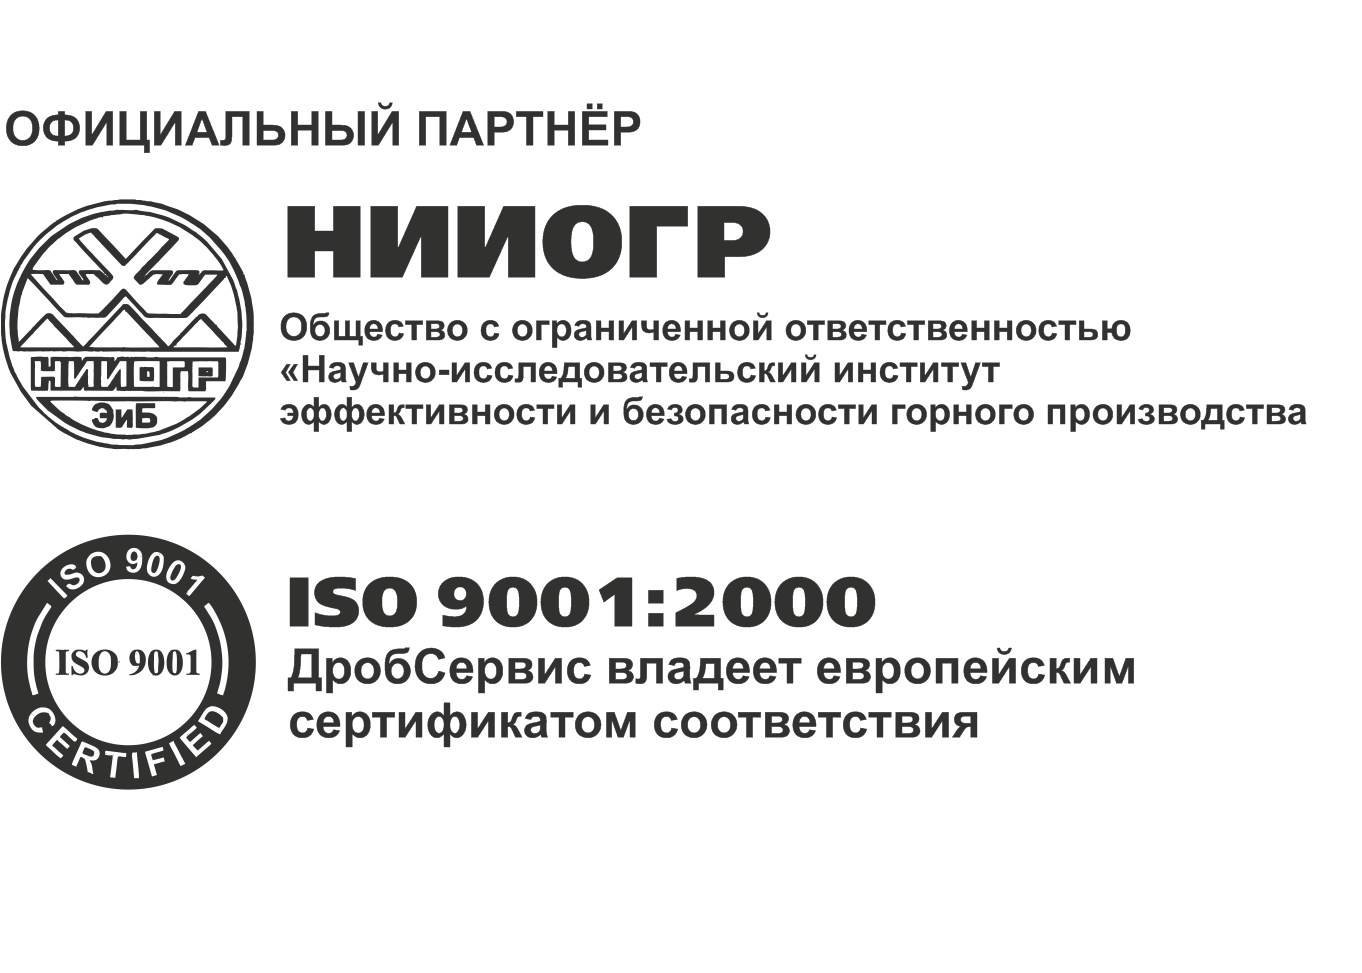 ОФИЦИАЛЬНЫЙ ПАРТНЁР
НИИОГР
НИИОГР
ЭиБ
Общество с ограниченной ответственностью
«Научно-исследовательский институт
эффективности и безопасности горного производства
ISO 9001
ISO 9001
CERTIFIED
ISO 9001:2000
ДробСервис владеет европейским
сертификатом соответствия